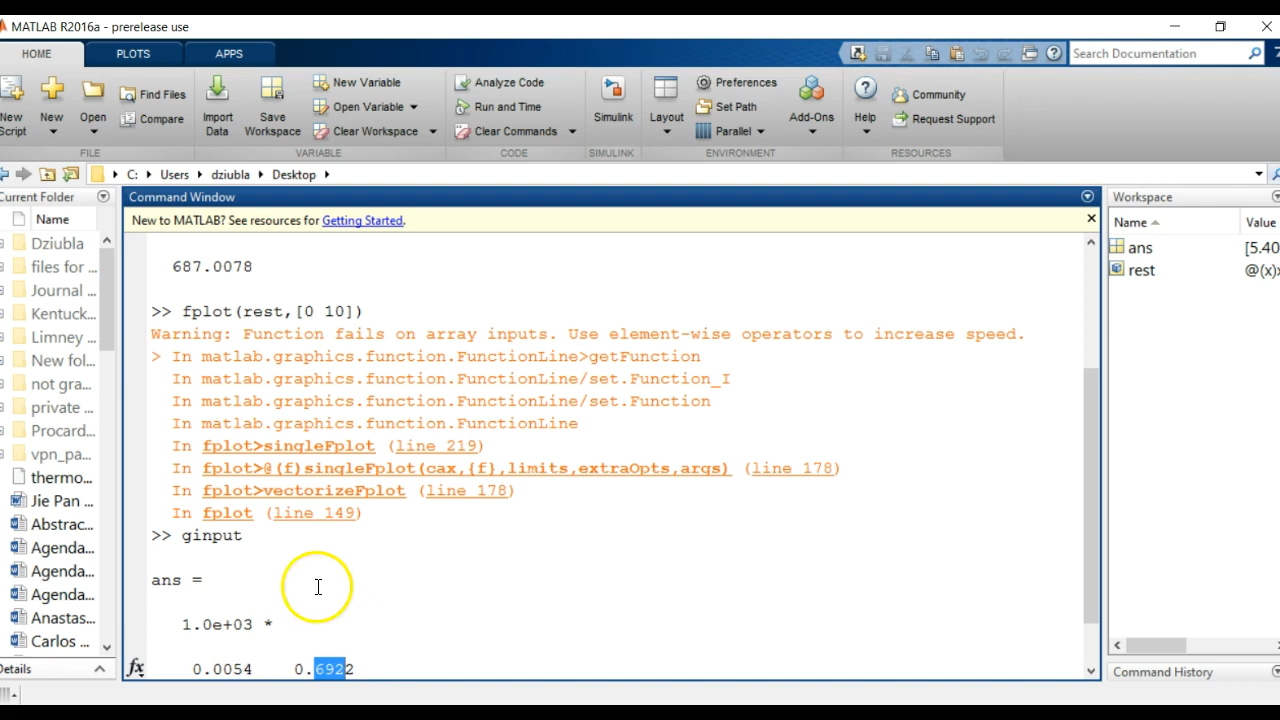 MATLAB R2016a - prerelease use
HOME PLOTS APPS
Search Documentation
New Script
New
Open
Find Files
Compare
FILE
Import Data
Save Workspace
New Variable
Open Variable
Clear Workspace
VARIABLE
Analyze Code
Run and Time
Clear Commands
CODE
Simulink
SIMULINK
Layout
Preferences
Set Path
Parallel
Add-Ons
ENVIRONMENT
Help
Community
Request Support
RESOURCES
C: Users dziubla Desktop
Current Folder
Name
Dziubla
files for ...
Journal ...
Kentuck...
Limney ...
New fol...
not gra...
private ...
Procard...
vpn_pa...
thermo...
Jie Pan ...
Abstrac...
Agenda...
Agenda...
Agenda...
Anastas...
Carlos ...
Details
Command Window
New to MATLAB? See resources for Getting Started.
687.0078
>> fplot(rest,[0 10])
Warning: Function fails on array inputs. Use element-wise operators to increase speed.
> In matlab.graphics.function.FunctionLine>getFunction
In matlab.graphics.function.FunctionLine/set.Function_I
In matlab.graphics.function.FunctionLine/set.Function
In matlab.graphics.function.FunctionLine
In fplot>singleFplot (line 219)
In fplot>@(f)singleFplot(cax,{f},limits,extraOpts,args) (line 178)
In fplot>vectorizeFplot (line 178)
In fplot (line 149)
>> ginput
ans =
1.0e+03 *
fx 0.0054 0.6922
Workspace
Name Value
ans [5.40
rest @(x)
Command History